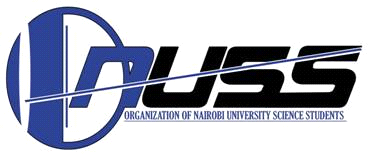 ONUSS
ORGANIZATION OF NAIROBI UNIVERSITY SCIENCE STUDENTS